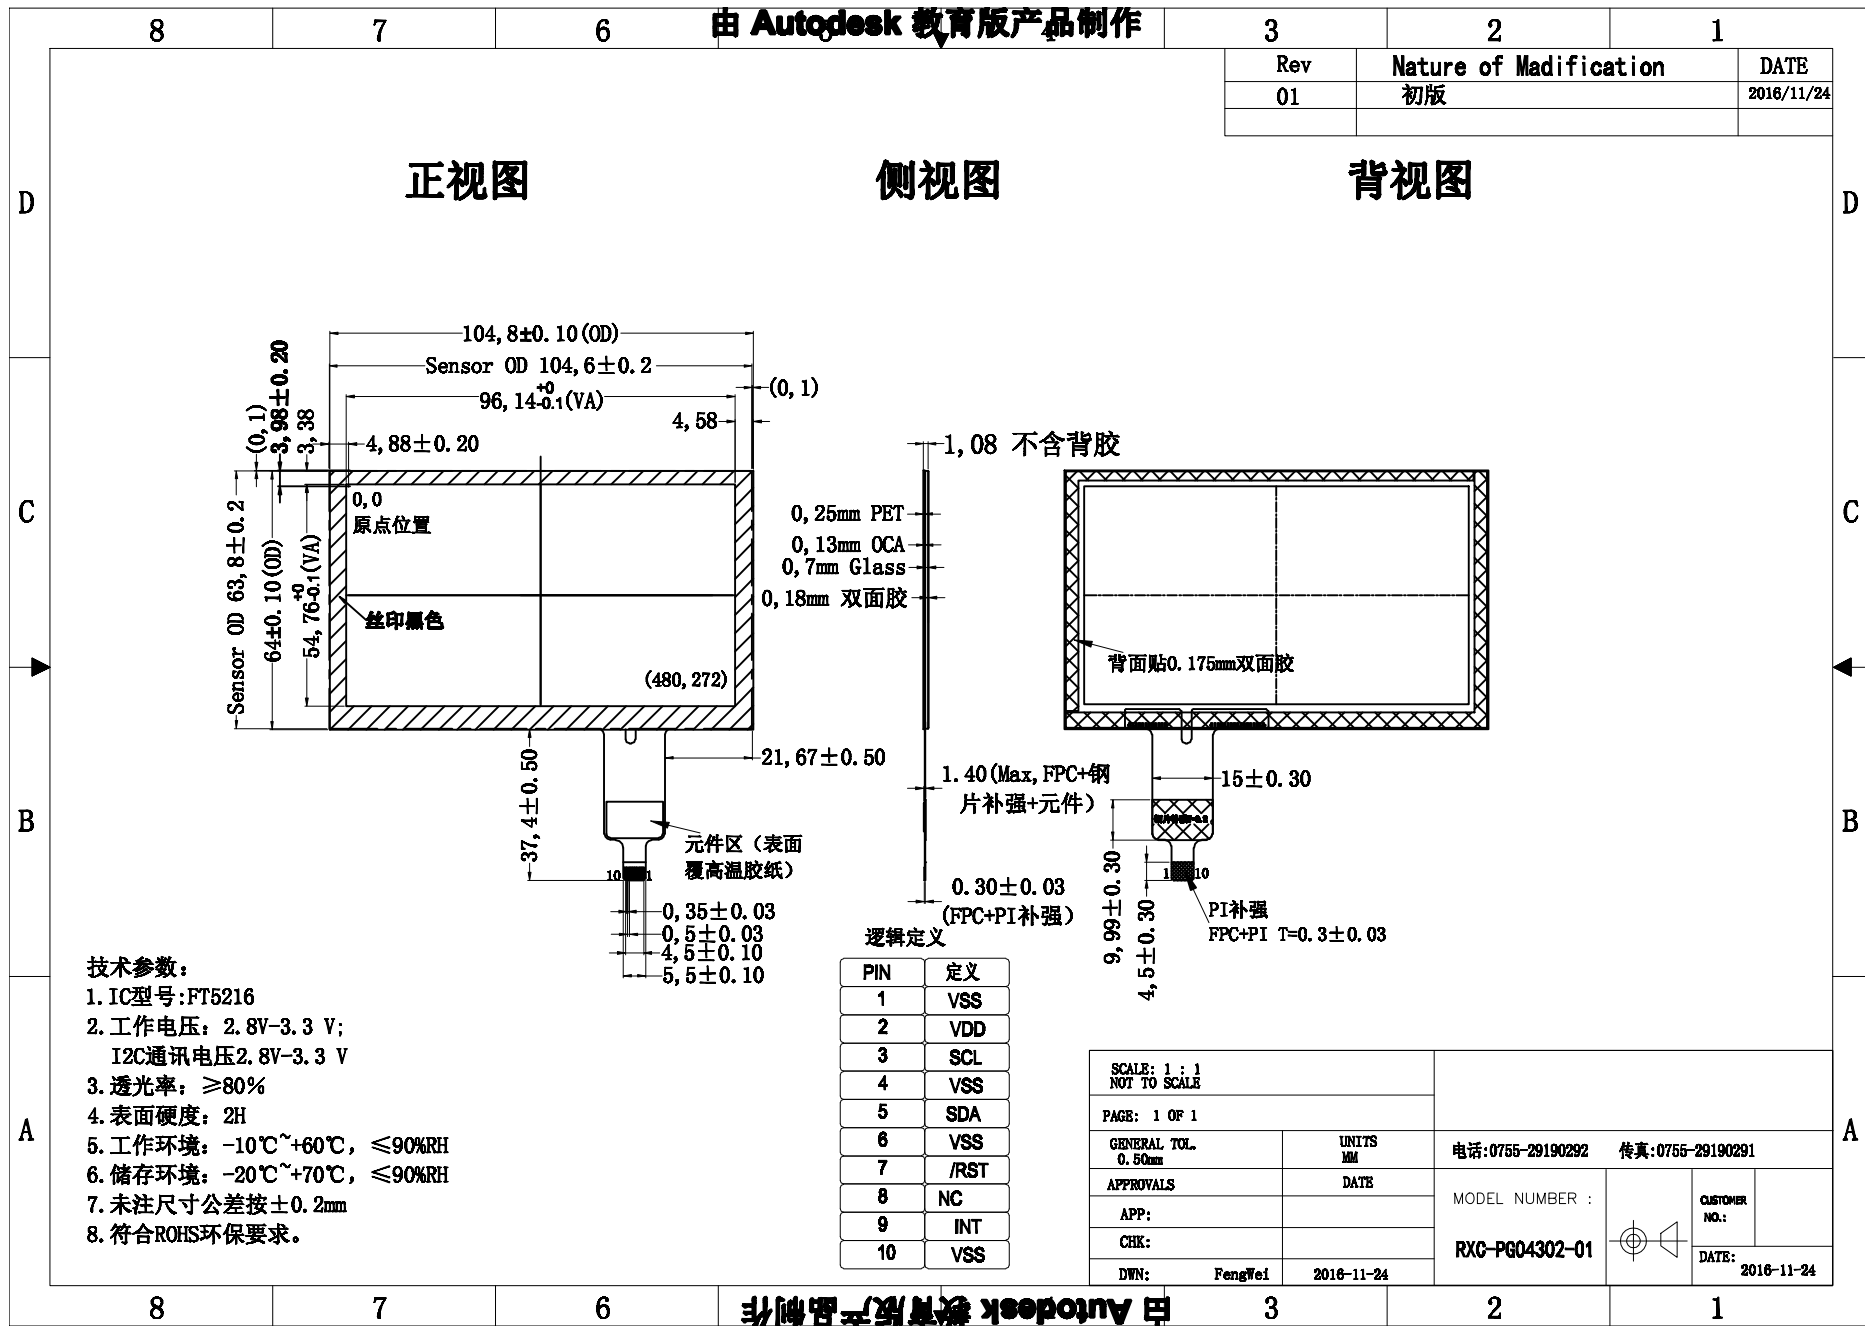 由 Autodesk 教育版产品制作
8 7 6 5 4 3 2 1
Rev Nature of Madification DATE
01 初版 2016/11/24
正视图 侧视图 背视图
D D
C C
B B
A A
104,8±0.10(OD)
Sensor OD 104,6±0.2
96,14+0-0.1(VA)
(0,1)
4,58
4,88±0.20
(0,1)
3,98±0.20
3,38
Sensor OD 63,8±0.2
64±0.10(OD)
54,76+0-0.1(VA)
0,0
原点位置
丝印黑色
(480,272)
21,67±0.50
37,4±0.50
元件区（表面
覆高温胶纸）
10 1
0,35±0.03
0,5±0.03
4,5±0.10
5,5±0.10
1,08 不含背胶
0,25mm PET
0,13mm OCA
0,7mm Glass
0,18mm 双面胶
1.40(Max,FPC+钢
片补强+元件）
0.30±0.03
(FPC+PI补强）
背面贴0.175mm双面胶
15±0.30
9,99±0.30
4,5±0.30
1 10
PI补强
FPC+PI T=0.3±0.03
逻辑定义
PIN 定义
1 VSS
2 VDD
3 SCL
4 VSS
5 SDA
6 VSS
7 /RST
8 NC
9 INT
10 VSS
技术参数：
1.IC型号:FT5216
2.工作电压：2.8V-3.3 V;
I2C通讯电压2.8V-3.3 V
3.透光率：≥80%
4.表面硬度：2H
5.工作环境：-10℃~+60℃，≤90%RH
6.储存环境：-20℃~+70℃，≤90%RH
7.未注尺寸公差按±0.2mm
8.符合ROHS环保要求。
SCALE: 1 : 1
NOT TO SCALE
PAGE: 1 OF 1
GENERAL TOL.
0.50mm
UNITS
MM
电话:0755-29190292 传真:0755-29190291
APPROVALS DATE
APP:
CHK:
DWN: FengWei 2016-11-24
MODEL NUMBER :
RXC-PG04302-01
CUSTOMER
NO.:
DATE:
2016-11-24
8 7 6 3 2 1
由 Autodesk 教育版产品制作